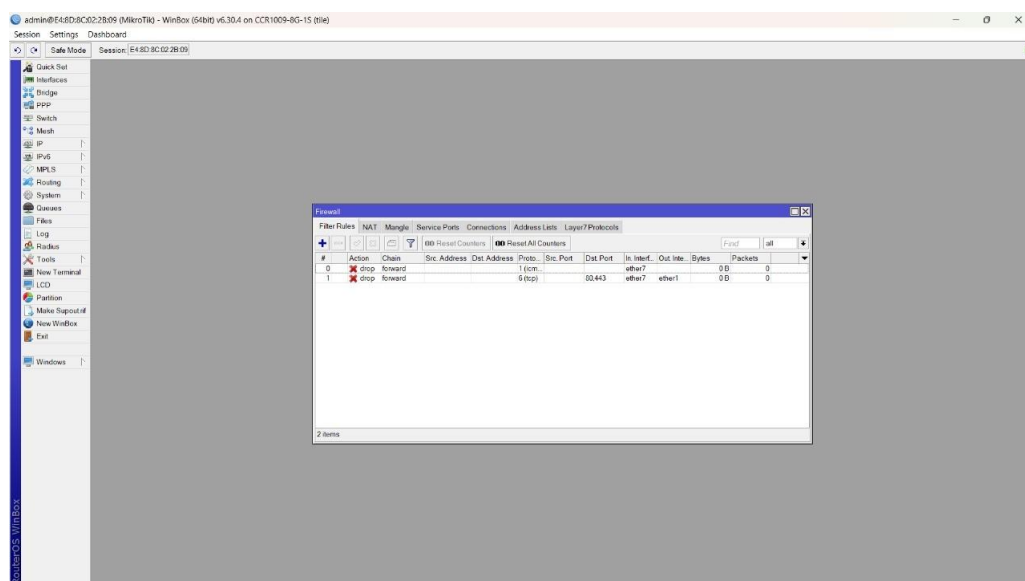 admin@E4:8D:8C:02:2B:09 (MikroTik) - WinBox (64bit) v6.30.4 on CCR1009-8G-1S (tile)
Session Settings Dashboard
Safe Mode Session: E4:8D:8C:02:2B:09
Quick Set
Interfaces
Bridge
PPP
Switch
Mesh
IP
IPv6
MPLS
Routing
System
Queues
Files
Log
Radius
Tools
New Terminal
LCD
Partition
Make Supout.rif
New WinBox
Exit
Windows
RouterOS WinBox
Firewall
Filter Rules NAT Mangle Service Ports Connections Address Lists Layer7 Protocols
00 Reset Counters 00 Reset All Counters Find all
# Action Chain Src. Address Dst. Address Proto... Src. Port Dst. Port In. Interf... Out. Inte... Bytes Packets
0 drop forward 1 (icm... ether7 0 B 0
1 drop forward 6 (tcp) 80,443 ether7 ether1 0 B 0
2 items